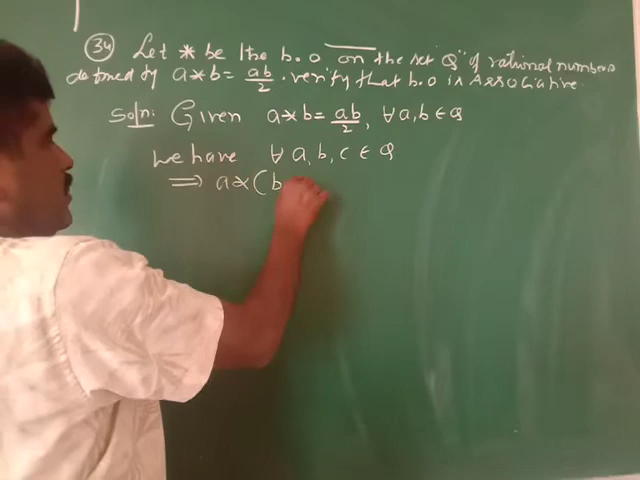 34 Let * be the b.o on the set "Q" of rational numbers
defined by a*b = ab/2. verify that b.o is Associative.
Soln: Given a*b = ab/2, ∀ a,b ∈ Q
we have ∀ a,b,c ∈ Q
⇒ a*(b